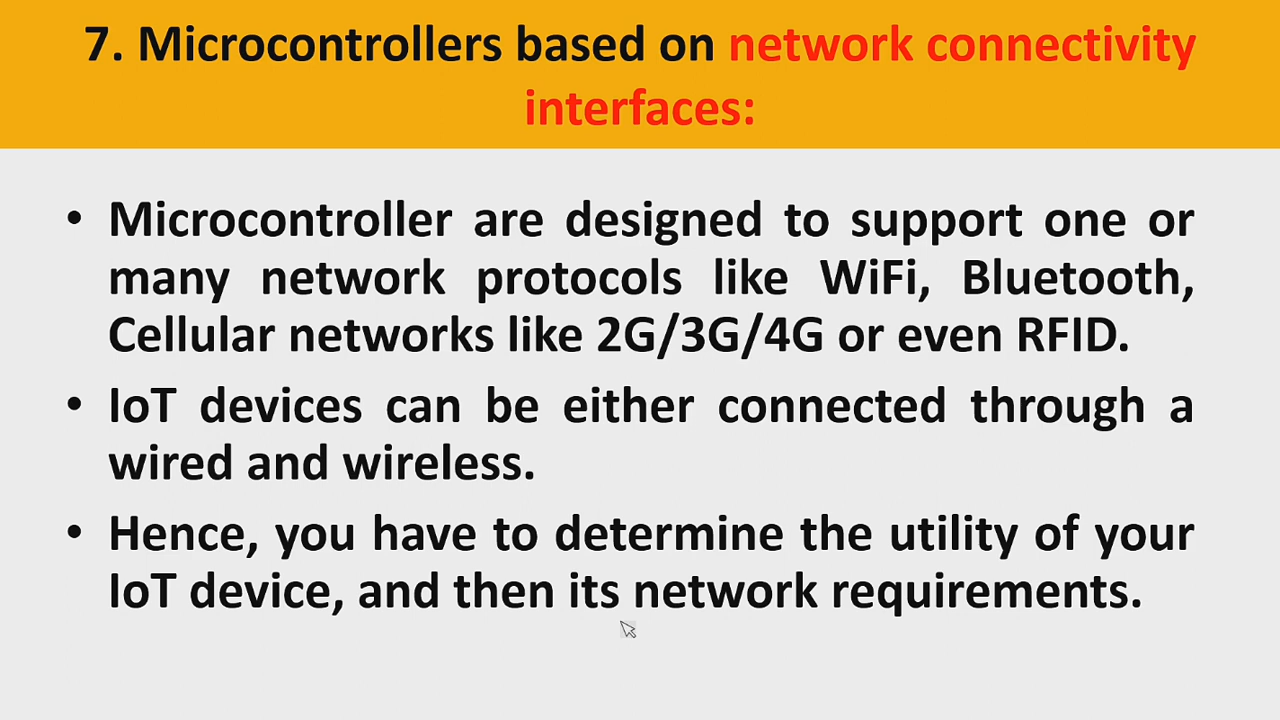 7. Microcontrollers based on network connectivity
interfaces:
• Microcontroller are designed to support one or
many network protocols like WiFi, Bluetooth,
Cellular networks like 2G/3G/4G or even RFID.
• IoT devices can be either connected through a
wired and wireless.
• Hence, you have to determine the utility of your
IoT device, and then its network requirements.